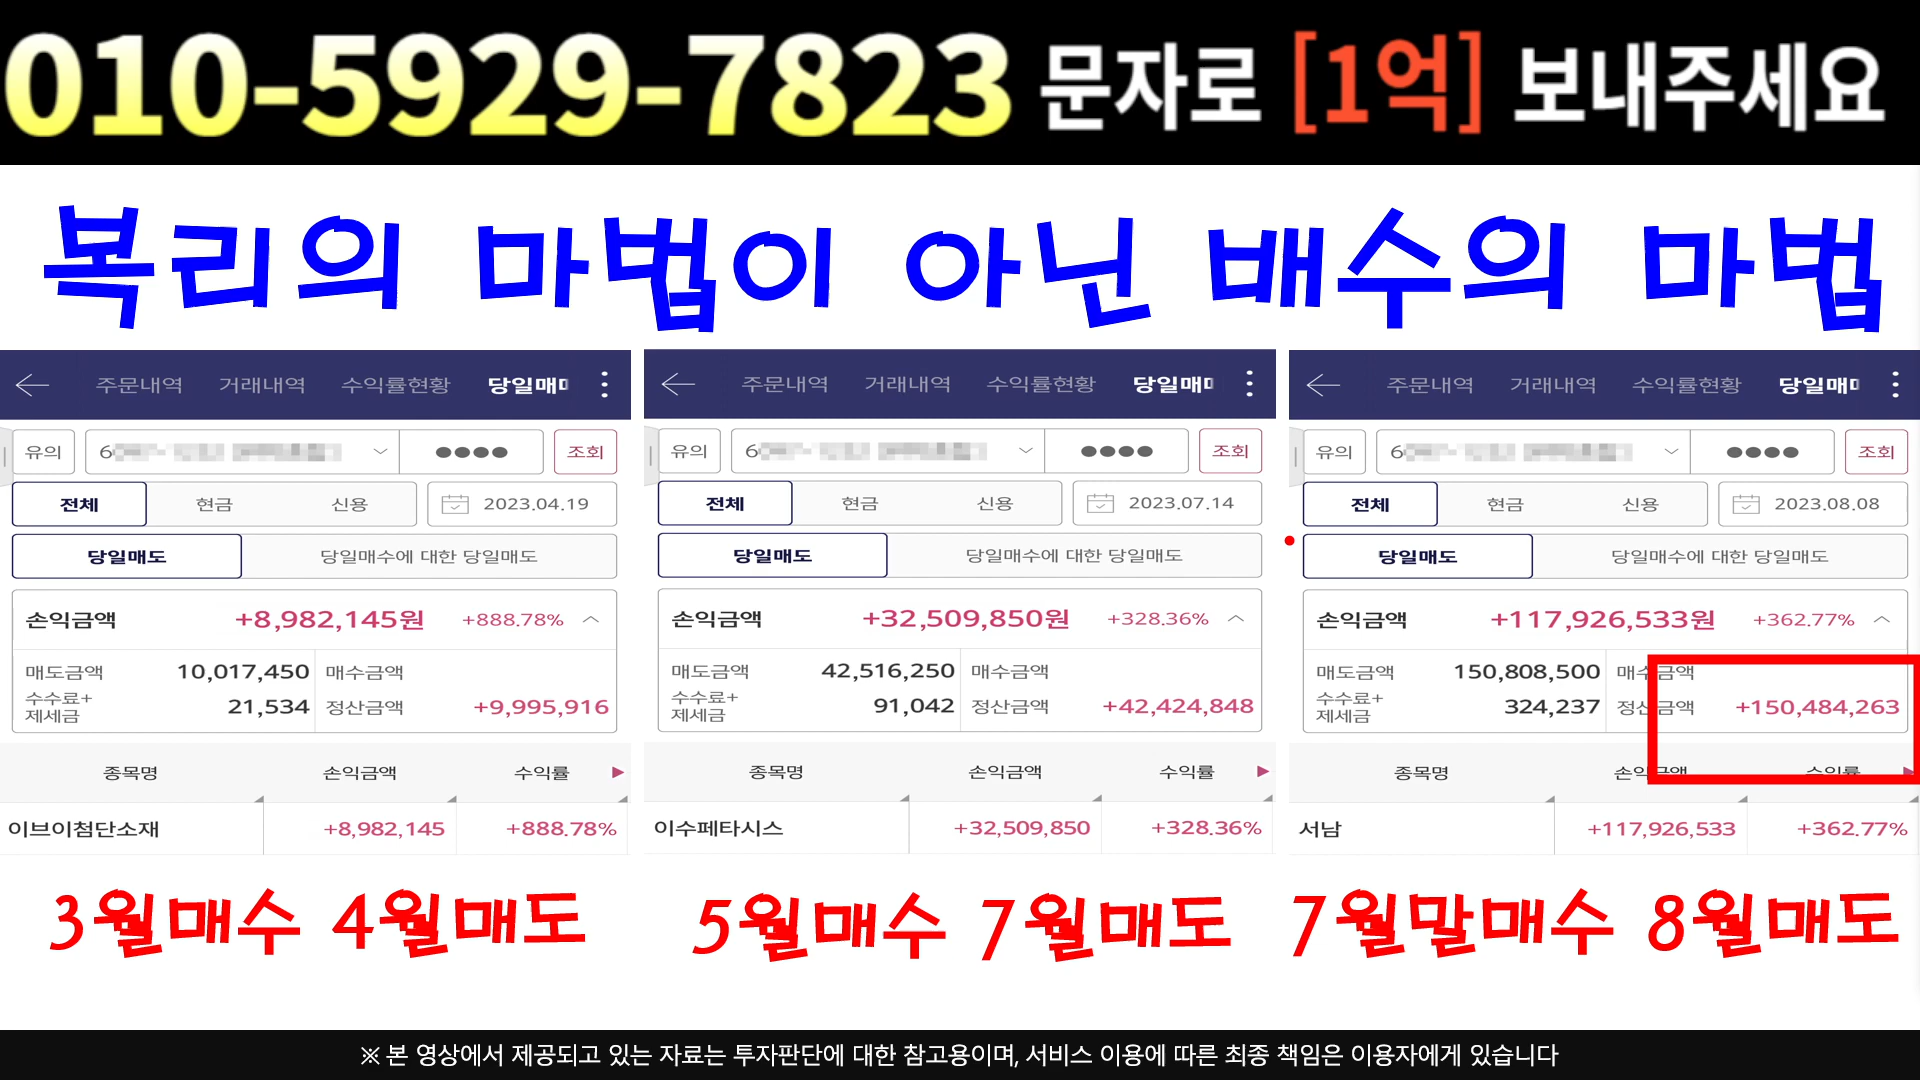 010-5929-7823 문자로 [1억] 보내주세요
복리의 마법이 아닌 배수의 마법
주문내역 거래내역 수익률현황 당일매
유의 6 ●●●● 조회
전체 현금 신용 2023.04.19
당일매도 당일매수에 대한 당일매도
손익금액 +8,982,145원 +888.78%
매도금액 10,017,450 매수금액
수수료+
제세금 21,534 정산금액 +9,995,916
종목명 손익금액 수익률
이브이첨단소재 +8,982,145 +888.78%
3월매수 4월매도
주문내역 거래내역 수익률현황 당일매
유의 6 ●●●● 조회
전체 현금 신용 2023.07.14
당일매도 당일매수에 대한 당일매도
손익금액 +32,509,850원 +328.36%
매도금액 42,516,250 매수금액
수수료+
제세금 91,042 정산금액 +42,424,848
종목명 손익금액 수익률
이수페타시스 +32,509,850 +328.36%
5월매수 7월매도
주문내역 거래내역 수익률현황 당일매
유의 6 ●●●● 조회
전체 현금 신용 2023.08.08
당일매도 당일매수에 대한 당일매도
손익금액 +117,926,533원 +362.77%
매도금액 150,808,500 매수금액
수수료+
제세금 324,237 정산금액 +150,484,263
종목명 손익금액 수익률
서남 +117,926,533 +362.77%
7월말매수 8월매도
※ 본 영상에서 제공되고 있는 자료는 투자판단에 대한 참고용이며, 서비스 이용에 따른 최종 책임은 이용자에게 있습니다